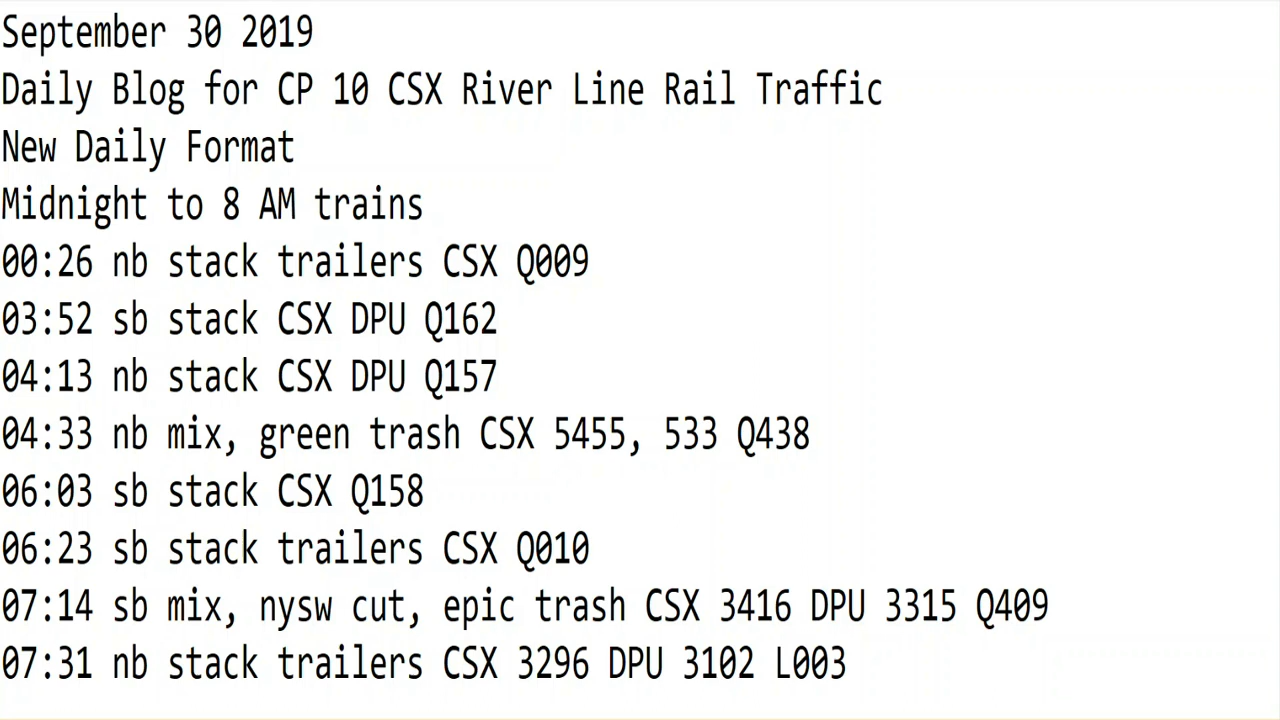 September 30 2019
Daily Blog for CP 10 CSX River Line Rail Traffic
New Daily Format
Midnight to 8 AM trains
00:26 nb stack trailers CSX Q009
03:52 sb stack CSX DPU Q162
04:13 nb stack CSX DPU Q157
04:33 nb mix, green trash CSX 5455, 533 Q438
06:03 sb stack CSX Q158
06:23 sb stack trailers CSX Q010
07:14 sb mix, nysw cut, epic trash CSX 3416 DPU 3315 Q409
07:31 nb stack trailers CSX 3296 DPU 3102 L003